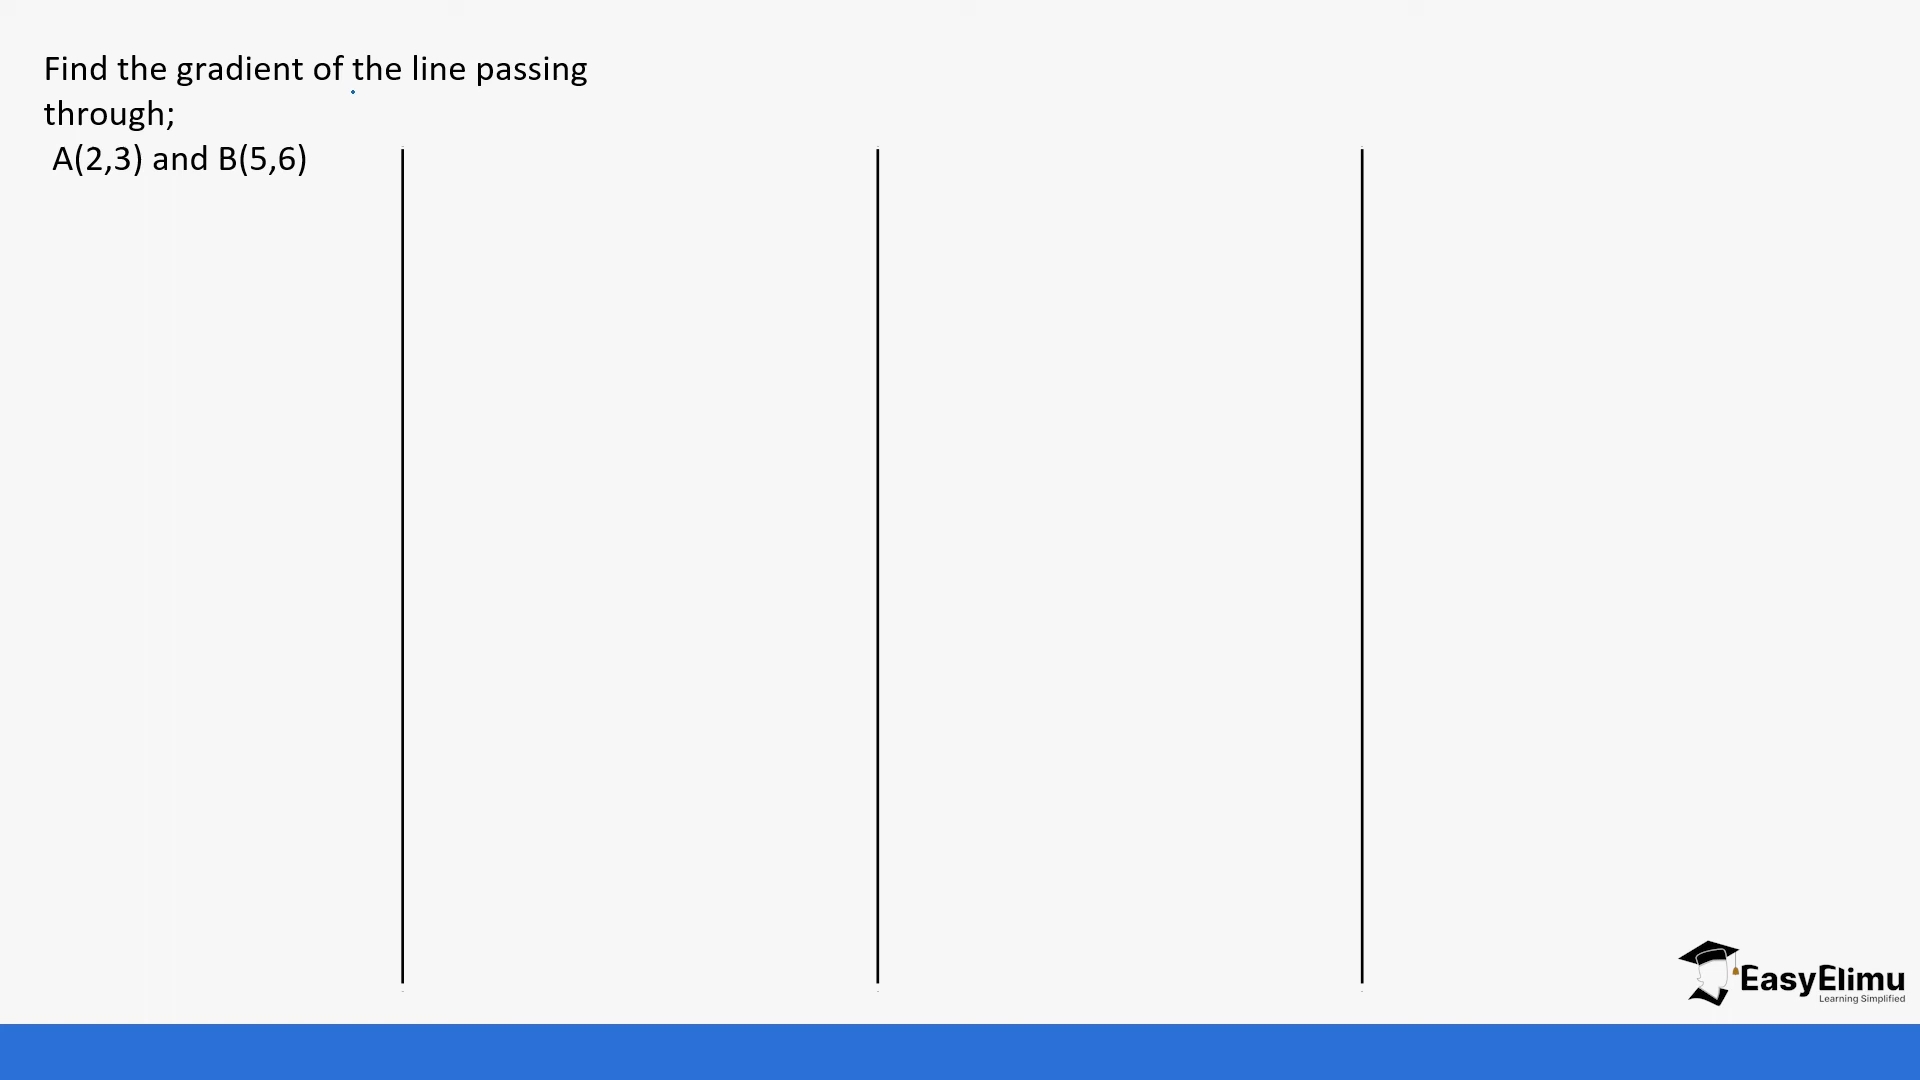 Find the gradient of the line passing
through;
A(2,3) and B(5,6)
EasyElimu
Learning Simplified